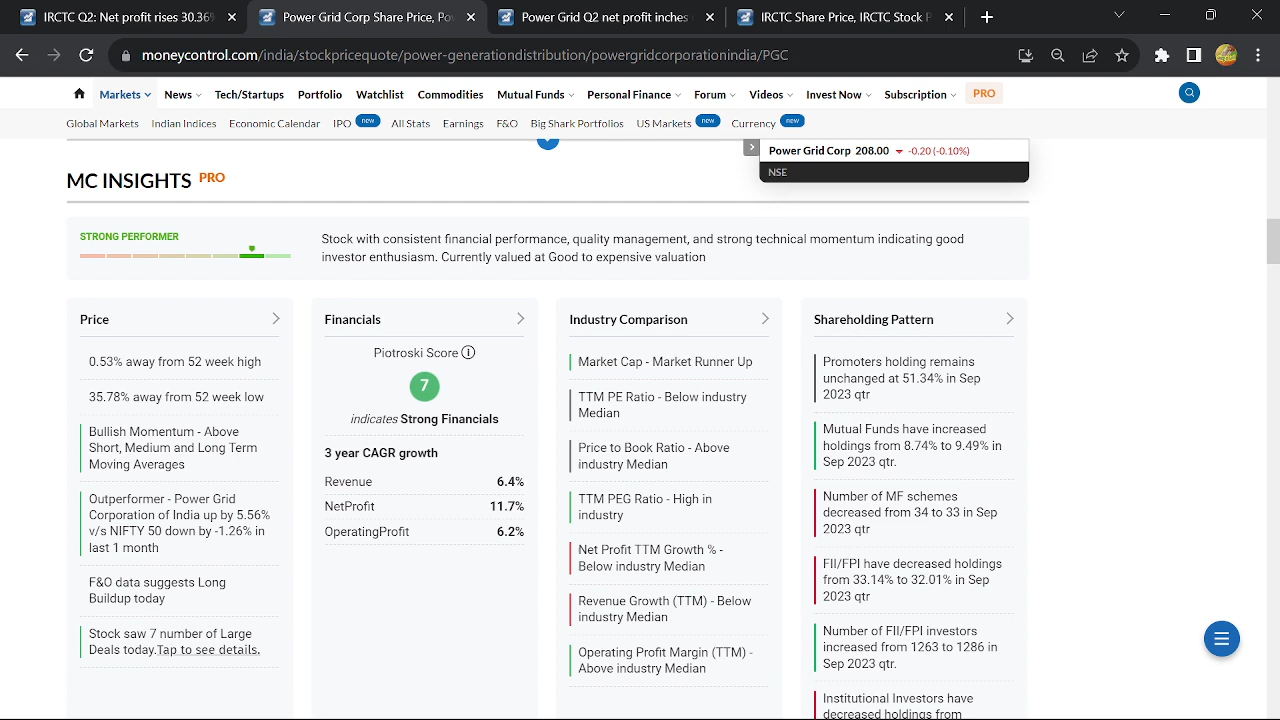 IRCTC Q2: Net profit rises 30.36%
Power Grid Corp Share Price, Pow
Power Grid Q2 net profit inches
IRCTC Share Price, IRCTC Stock P
moneycontrol.com/india/stockpricequote/power-generationdistribution/powergridcorporationindia/PGC
Markets News Tech/Startups Portfolio Watchlist Commodities Mutual Funds Personal Finance Forum Videos Invest Now Subscription PRO
Global Markets Indian Indices Economic Calendar IPO new All Stats Earnings F&O Big Shark Portfolios US Markets new Currency new
Power Grid Corp 208.00 -0.20 (-0.10%)
NSE
MC INSIGHTS PRO
STRONG PERFORMER
Stock with consistent financial performance, quality management, and strong technical momentum indicating good
investor enthusiasm. Currently valued at Good to expensive valuation
Price
0.53% away from 52 week high
35.78% away from 52 week low
Bullish Momentum - Above
Short, Medium and Long Term
Moving Averages
Outperformer - Power Grid
Corporation of India up by 5.56%
v/s NIFTY 50 down by -1.26% in
last 1 month
F&O data suggests Long
Buildup today
Stock saw 7 number of Large
Deals today.Tap to see details.
Financials
Piotroski Score i
7
indicates Strong Financials
3 year CAGR growth
Revenue 6.4%
NetProfit 11.7%
OperatingProfit 6.2%
Industry Comparison
Market Cap - Market Runner Up
TTM PE Ratio - Below industry
Median
Price to Book Ratio - Above
industry Median
TTM PEG Ratio - High in
industry
Net Profit TTM Growth % -
Below industry Median
Revenue Growth (TTM) - Below
industry Median
Operating Profit Margin (TTM) -
Above industry Median
Shareholding Pattern
Promoters holding remains
unchanged at 51.34% in Sep
2023 qtr
Mutual Funds have increased
holdings from 8.74% to 9.49% in
Sep 2023 qtr.
Number of MF schemes
decreased from 34 to 33 in Sep
2023 qtr
FII/FPI have decreased holdings
from 33.14% to 32.01% in Sep
2023 qtr
Number of FII/FPI investors
increased from 1263 to 1286 in
Sep 2023 qtr.
Institutional Investors have
decreased holdings from